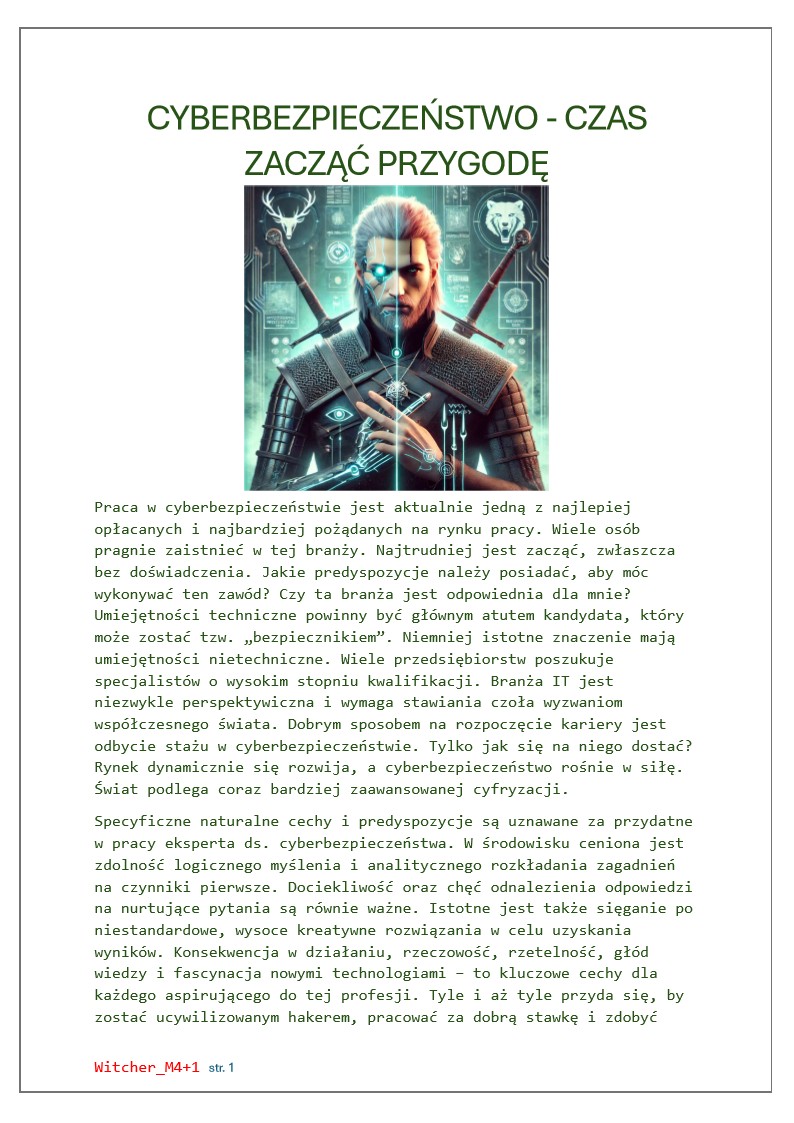 CYBERBEZPIECZEŃSTWO - CZAS
ZACZĄĆ PRZYGODĘ
Praca w cyberbezpieczeństwie jest aktualnie jedną z najlepiej
opłacanych i najbardziej pożądanych na rynku pracy. Wiele osób
pragnie zaistnieć w tej branży. Najtrudniej jest zacząć, zwłaszcza
bez doświadczenia. Jakie predyspozycje należy posiadać, aby móc
wykonywać ten zawód? Czy ta branża jest odpowiednia dla mnie?
Umiejętności techniczne powinny być głównym atutem kandydata, który
może zostać tzw. „bezpiecznikiem”. Niemniej istotne znaczenie mają
umiejętności nietechniczne. Wiele przedsiębiorstw poszukuje
specjalistów o wysokim stopniu kwalifikacji. Branża IT jest
niezwykle perspektywiczna i wymaga stawiania czoła wyzwaniom
współczesnego świata. Dobrym sposobem na rozpoczęcie kariery jest
odbycie stażu w cyberbezpieczeństwie. Tylko jak się na niego dostać?
Rynek dynamicznie się rozwija, a cyberbezpieczeństwo rośnie w siłę.
Świat podlega coraz bardziej zaawansowanej cyfryzacji.
Specyficzne naturalne cechy i predyspozycje są uznawane za przydatne
w pracy eksperta ds. cyberbezpieczeństwa. W środowisku ceniona jest
zdolność logicznego myślenia i analitycznego rozkładania zagadnień
na czynniki pierwsze. Dociekliwość oraz chęć odnalezienia odpowiedzi
na nurtujące pytania są równie ważne. Istotne jest także sięganie po
niestandardowe, wysoce kreatywne rozwiązania w celu uzyskania
wyników. Konsekwencja w działaniu, rzeczowość, rzetelność, głód
wiedzy i fascynacja nowymi technologiami – to kluczowe cechy dla
każdego aspirującego do tej profesji. Tyle i aż tyle przyda się, by
zostać ucywilizowanym hakerem, pracować za dobrą stawkę i zdobyć
Witcher_M4+1 str. 1